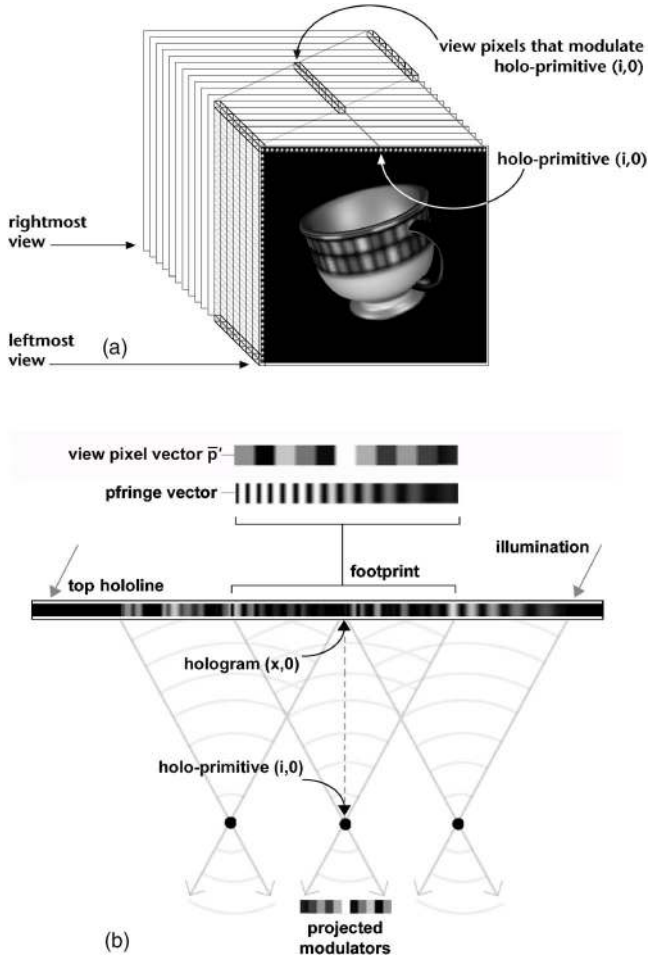 view pixels that modulate
holo-primitive (i,0)
holo-primitive (i,0)
rightmost
view
leftmost
view
(a)
view pixel vector p̄'
pfringe vector
illumination
top hololine
footprint
hologram (x,0)
holo-primitive (i,0)
projected
modulators
(b)